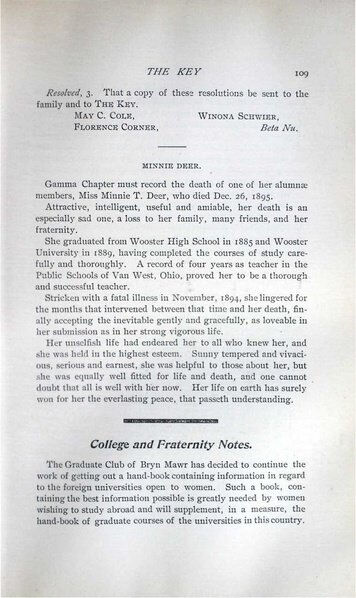 THE KEY 109
Resolved, 3. That a copy of these resolutions be sent to the
family and to THE KEY.
MAY C. COLE, WINONA SCHWIER,
FLORENCE CORNER, Beta Nu.
MINNIE DEER.
Gamma Chapter must record the death of one of her alumnæ
members, Miss Minnie T. Deer, who died Dec. 26, 1895.
Attractive, intelligent, useful and amiable, her death is an
especially sad one, a loss to her family, many friends, and her
fraternity.
She graduated from Wooster High School in 1885 and Wooster
University in 1889, having completed the courses of study care-
fully and thoroughly. A record of four years as teacher in the
Public Schools of Van West, Ohio, proved her to be a thorough
and successful teacher.
Stricken with a fatal illness in November, 1894, she lingered for
the months that intervened between that time and her death, fin-
ally accepting the inevitable gently and gracefully, as loveable in
her submission as in her strong vigorous life.
Her unselfish life had endeared her to all who knew her, and
she was held in the highest esteem. Sunny tempered and vivaci-
ous, serious and earnest, she was helpful to those about her, but
she was equally well fitted for life and death, and one cannot
doubt that all is well with her now. Her life on earth has surely
won for her the everlasting peace, that passeth understanding.
College and Fraternity Notes.
The Graduate Club of Bryn Mawr has decided to continue the
work of getting out a hand-book containing information in regard
to the foreign universities open to women. Such a book, con-
taining the best information possible is greatly needed by women
wishing to study abroad and will supplement, in a measure, the
hand-book of graduate courses of the universities in this country.